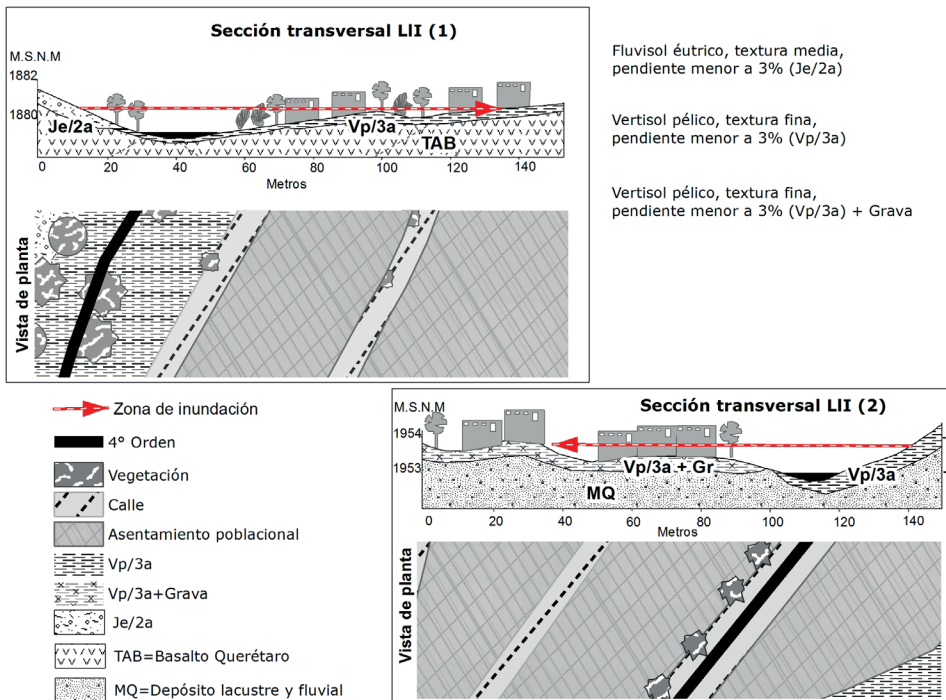 Sección transversal LII (1)
M.S.N.M
1882
1880
Je/2a
Vp/3a
TAB
0 20 40 60 80 100 120 140
Metros
Vista de planta
Fluvisol éutrico, textura media,
pendiente menor a 3% (Je/2a)
Vertisol pélico, textura fina,
pendiente menor a 3% (Vp/3a)
Vertisol pélico, textura fina,
pendiente menor a 3% (Vp/3a) + Grava
Zona de inundación
4° Orden
Vegetación
Calle
Asentamiento poblacional
Vp/3a
Vp/3a+Grava
Je/2a
TAB=Basalto Querétaro
MQ=Depósito lacustre y fluvial
Sección transversal LII (2)
M.S.N.M
1954
1953
Vp/3a + Gr
Vp/3a
MQ
0 20 40 60 80 100 120 140
Metros
Vista de planta